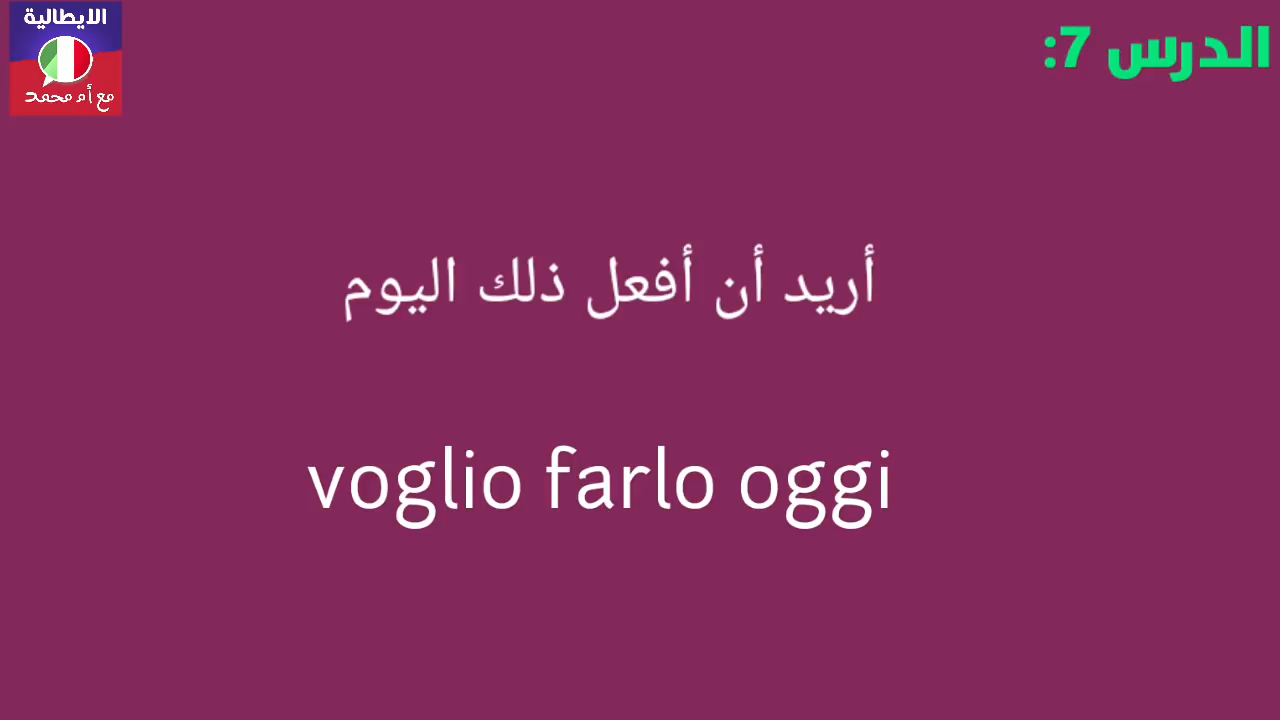 الدرس 7:
الايطالية
مع أم محمد
أريد أن أفعل ذلك اليوم
voglio farlo oggi